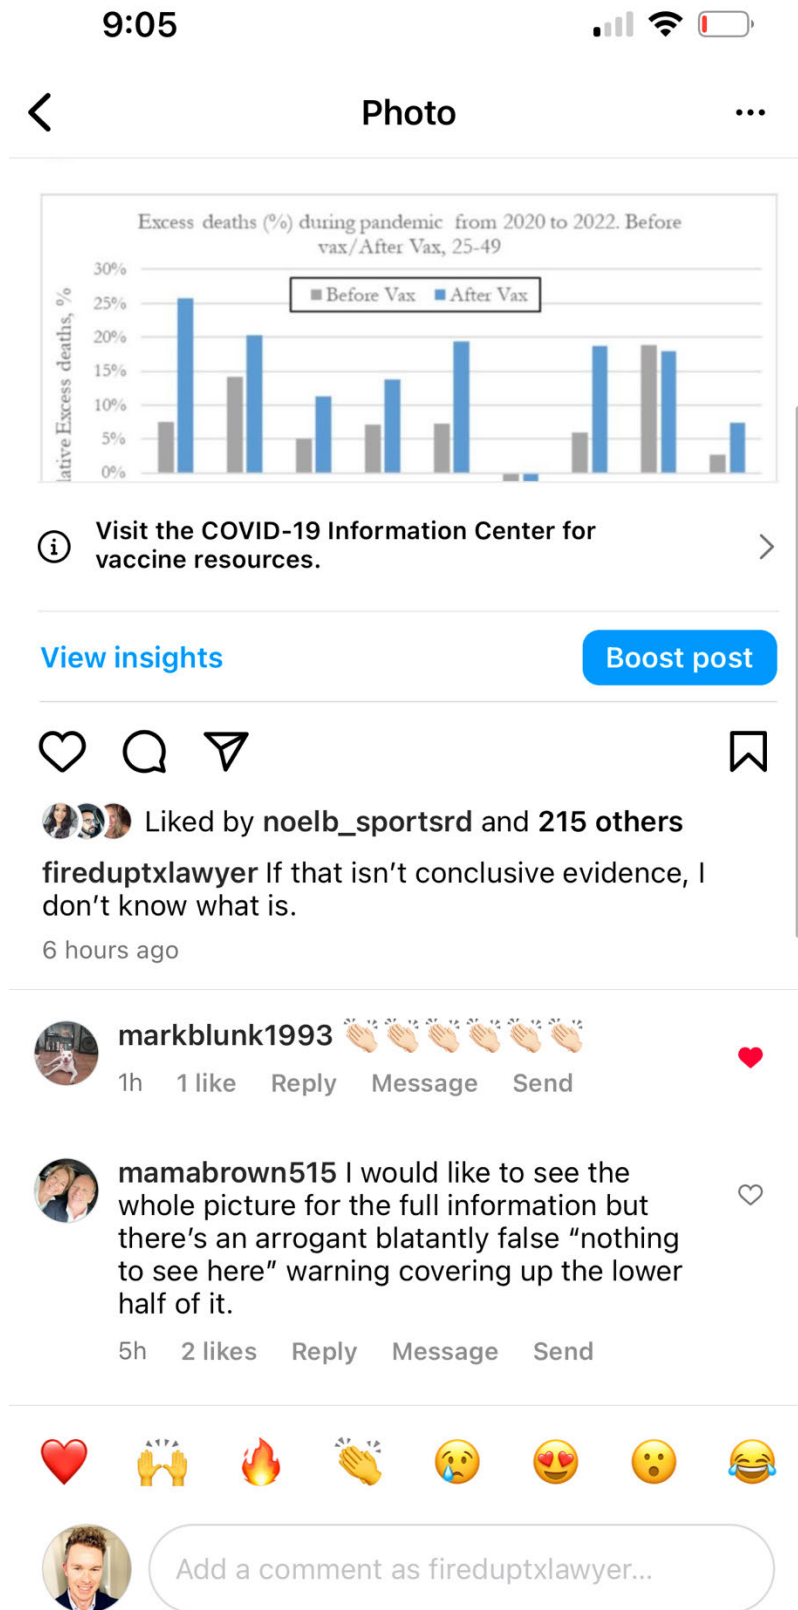 9:05
Photo
Excess deaths (%) during pandemic from 2020 to 2022. Before
vax/After Vax, 25-49
30%
Before Vax After Vax
25%
20%
15%
10%
5%
0%
ative Excess deaths, %
Visit the COVID-19 Information Center for
vaccine resources.
View insights
Boost post
Liked by noelb_sportsrd and 215 others
fireduptxlawyer If that isn’t conclusive evidence, I
don’t know what is.
6 hours ago
markblunk1993 👏🏻👏🏻👏🏻👏🏻👏🏻👏🏻
1h 1 like Reply Message Send
mamabrown515 I would like to see the
whole picture for the full information but
there’s an arrogant blatantly false “nothing
to see here” warning covering up the lower
half of it.
5h 2 likes Reply Message Send
Add a comment as fireduptxlawyer...